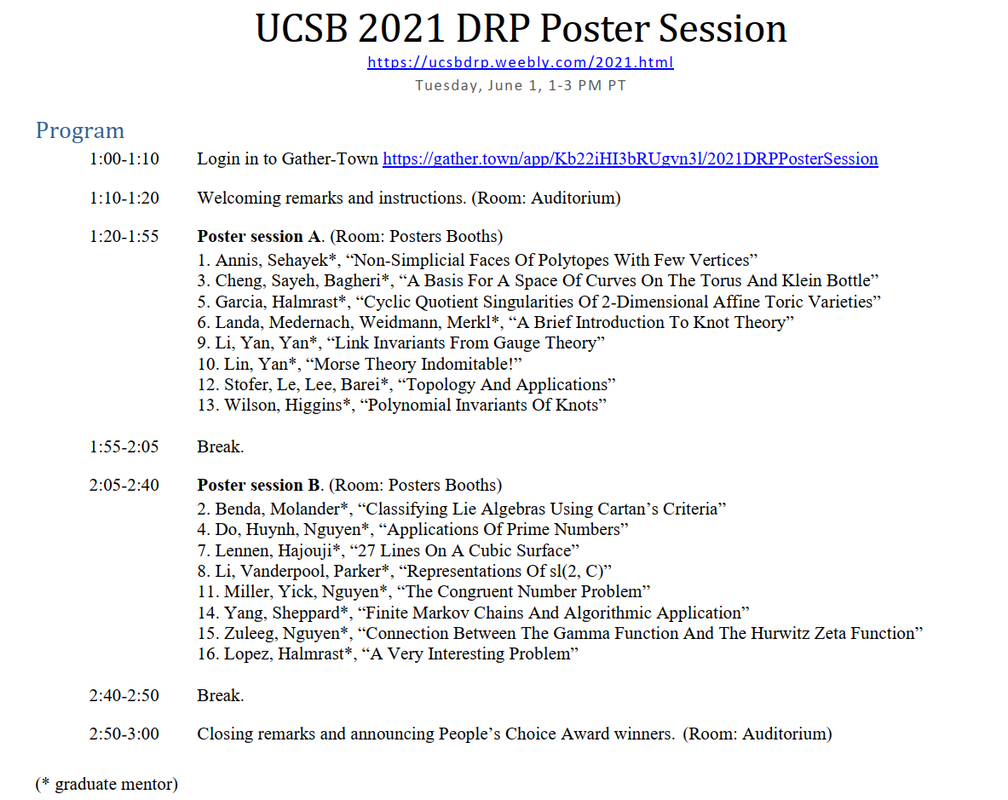 UCSB 2021 DRP Poster Session
https://ucsbdrp.weebly.com/2021.html
Tuesday, June 1, 1-3 PM PT
Program
1:00-1:10 Login in to Gather-Town https://gather.town/app/Kb22iHI3bRUgvn3l/2021DRPPosterSession
1:10-1:20 Welcoming remarks and instructions. (Room: Auditorium)
1:20-1:55 Poster session A. (Room: Posters Booths)
1. Annis, Sehayek*, “Non-Simplicial Faces Of Polytopes With Few Vertices”
3. Cheng, Sayeh, Bagheri*, “A Basis For A Space Of Curves On The Torus And Klein Bottle”
5. Garcia, Halmrast*, “Cyclic Quotient Singularities Of 2-Dimensional Affine Toric Varieties”
6. Landa, Medernach, Weidmann, Merkl*, “A Brief Introduction To Knot Theory”
9. Li, Yan, Yan*, “Link Invariants From Gauge Theory”
10. Lin, Yan*, “Morse Theory Indomitable!”
12. Stofer, Le, Lee, Barei*, “Topology And Applications”
13. Wilson, Higgins*, “Polynomial Invariants Of Knots”
1:55-2:05 Break.
2:05-2:40 Poster session B. (Room: Posters Booths)
2. Benda, Molander*, “Classifying Lie Algebras Using Cartan’s Criteria”
4. Do, Huynh, Nguyen*, “Applications Of Prime Numbers”
7. Lennen, Hajouji*, “27 Lines On A Cubic Surface”
8. Li, Vanderpool, Parker*, “Representations Of sl(2, C)”
11. Miller, Yick, Nguyen*, “The Congruent Number Problem”
14. Yang, Sheppard*, “Finite Markov Chains And Algorithmic Application”
15. Zuleeg, Nguyen*, “Connection Between The Gamma Function And The Hurwitz Zeta Function”
16. Lopez, Halmrast*, “A Very Interesting Problem”
2:40-2:50 Break.
2:50-3:00 Closing remarks and announcing People’s Choice Award winners. (Room: Auditorium)
(* graduate mentor)